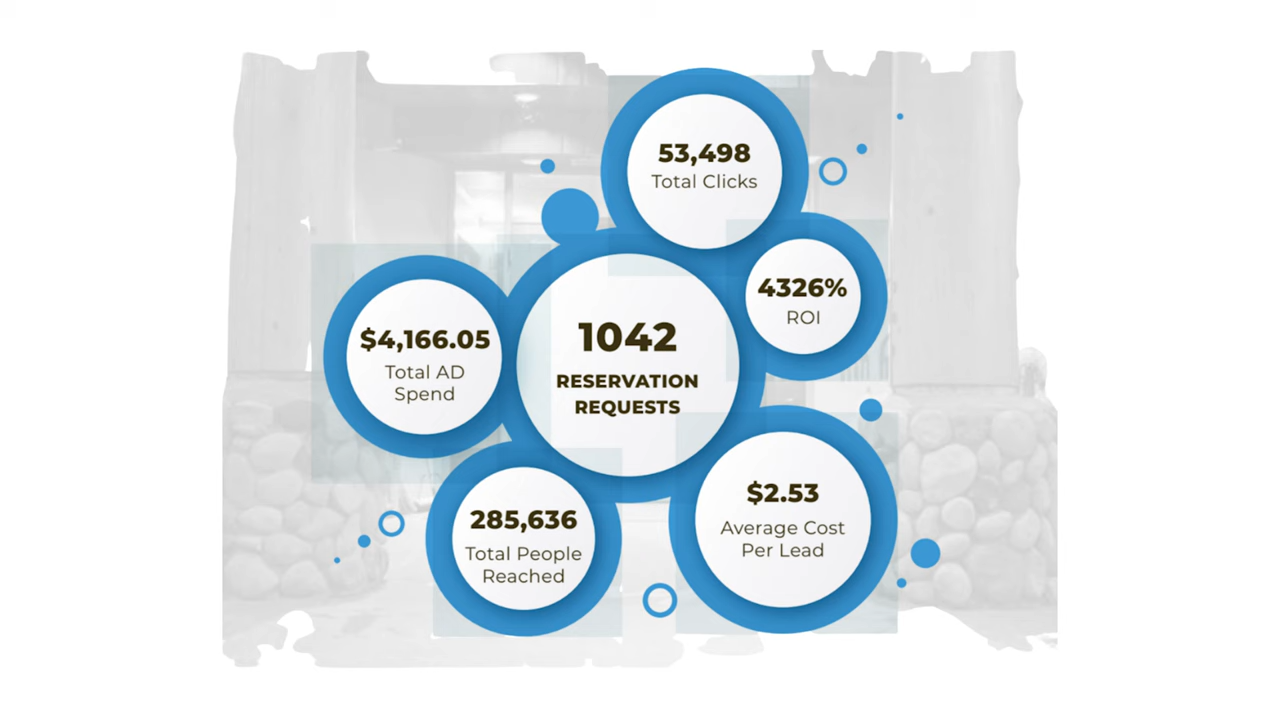 53,498
Total Clicks
4326%
ROI
$4,166.05
Total AD
Spend
1042
RESERVATION
REQUESTS
285,636
Total People
Reached
$2.53
Average Cost
Per Lead